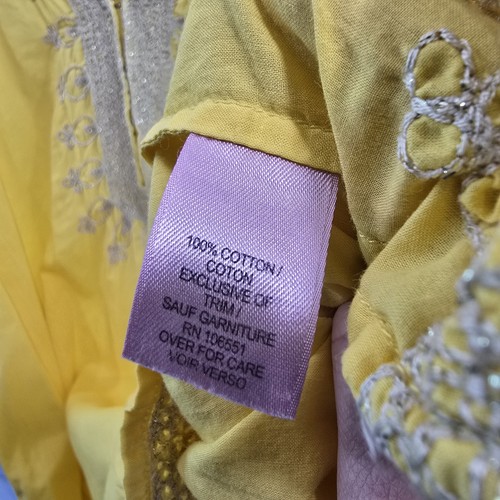 100% COTTON/
COTON
EXCLUSIVE OF
TRIM/
SAUF GARNITURE
RN 106551
OVER FOR CARE
VOIR VERSO